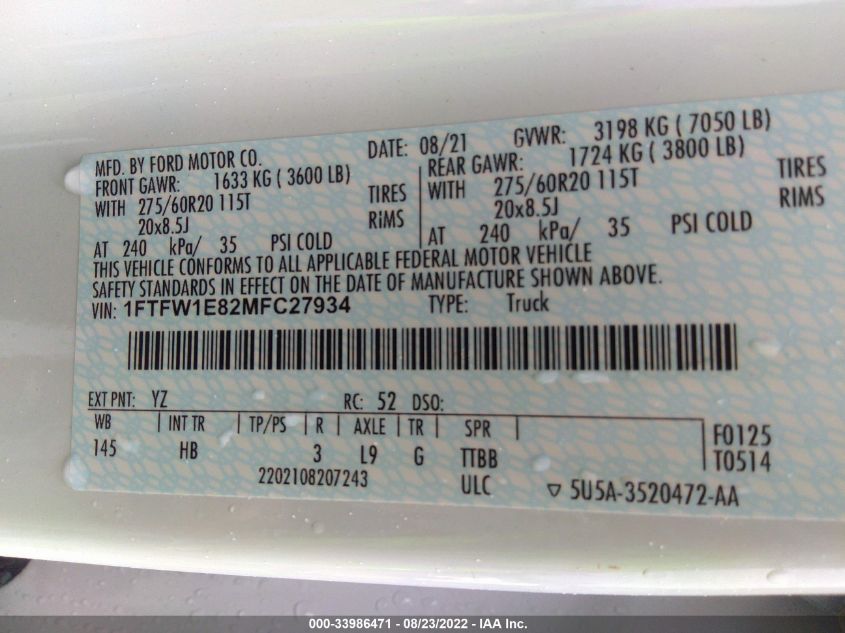 MFD. BY FORD MOTOR CO. DATE: 08/21 GVWR: 3198 KG ( 7050 LB)
FRONT GAWR: 1633 KG ( 3600 LB) REAR GAWR: 1724 KG ( 3800 LB)
WITH 275/60R20 115T TIRES WITH 275/60R20 115T TIRES
20x8.5J RIMS 20x8.5J RIMS
AT 240 kPa/ 35 PSI COLD AT 240 kPa/ 35 PSI COLD
THIS VEHICLE CONFORMS TO ALL APPLICABLE FEDERAL MOTOR VEHICLE
SAFETY STANDARDS IN EFFECT ON THE DATE OF MANUFACTURE SHOWN ABOVE.
VIN: 1FTFW1E82MFC27934 TYPE: Truck
EXT PNT: YZ RC: 52 DSO:
WB INT TR TP/PS R AXLE TR SPR F0125
145 HB 3 L9 G TTBB T0514
2202108207243 ULC ▽ 5U5A-3520472-AA
000-33986471 - 08/23/2022 - IAA Inc.